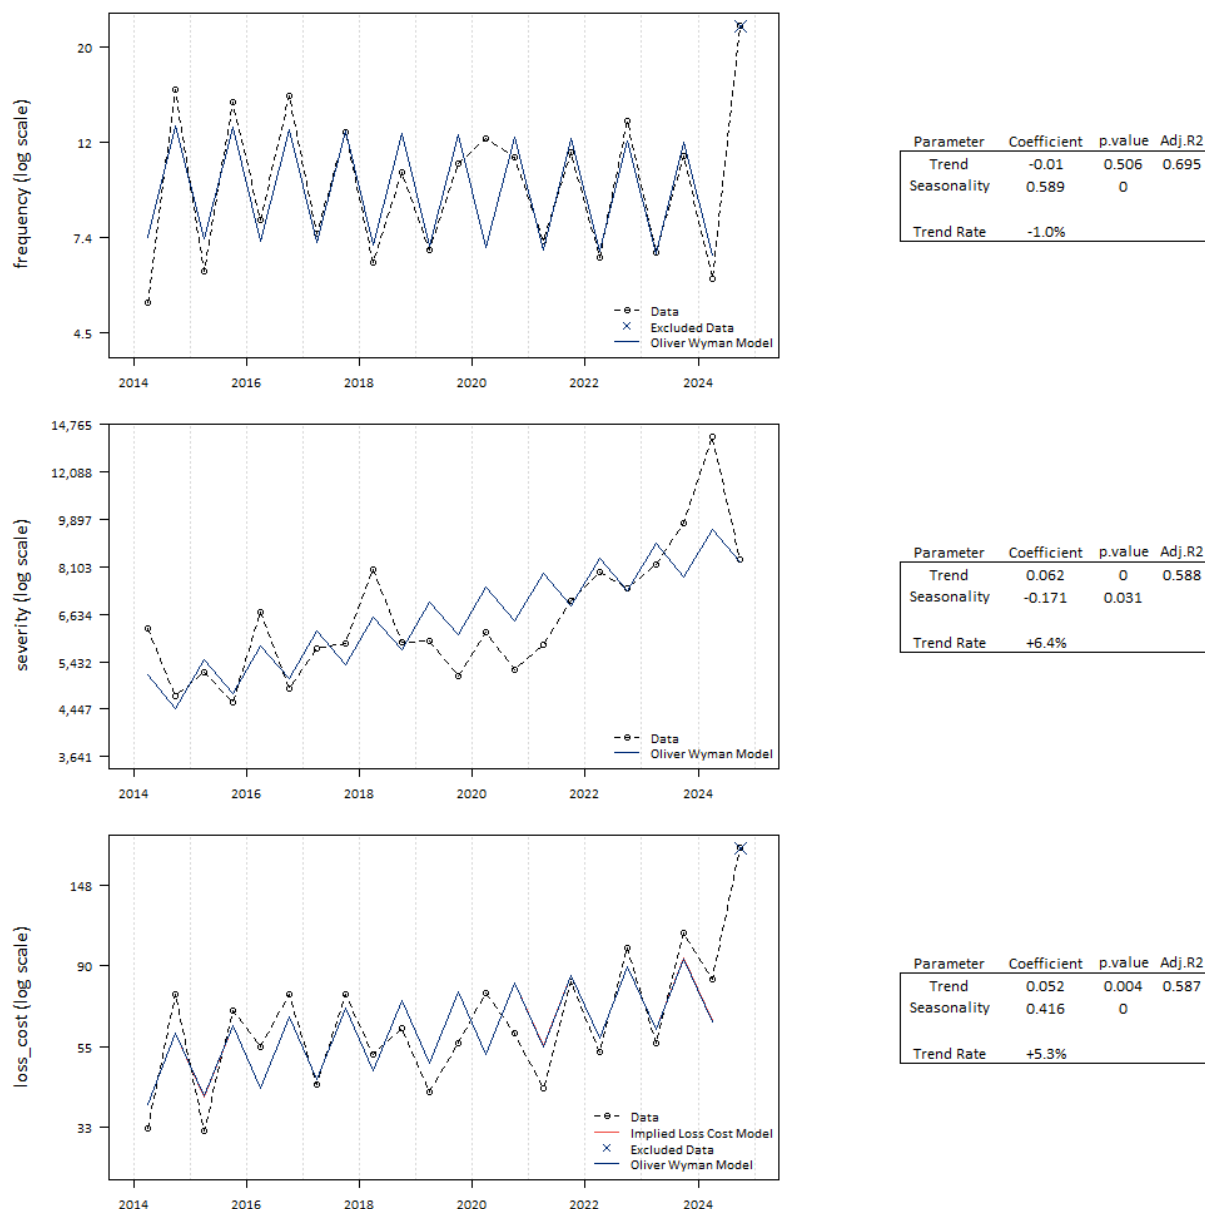 frequency (log scale)
20
12
7.4
4.5
Data
Excluded Data
Oliver Wyman Model
2014 2016 2018 2020 2022 2024
Parameter Coefficient p.value Adj.R2
Trend -0.01 0.506 0.695
Seasonality 0.589 0
Trend Rate -1.0%
severity (log scale)
14,765
12,088
9,897
8,103
6,634
5,432
4,447
3,641
Data
Oliver Wyman Model
2014 2016 2018 2020 2022 2024
Parameter Coefficient p.value Adj.R2
Trend 0.062 0 0.588
Seasonality -0.171 0.031
Trend Rate +6.4%
loss_cost (log scale)
148
90
55
33
Data
Implied Loss Cost Model
Excluded Data
Oliver Wyman Model
2014 2016 2018 2020 2022 2024
Parameter Coefficient p.value Adj.R2
Trend 0.052 0.004 0.587
Seasonality 0.416 0
Trend Rate +5.3%